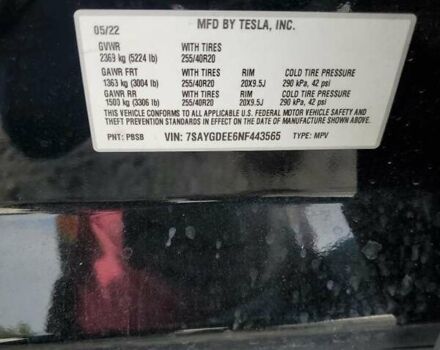 05/22 MFD BY TESLA, INC.
GVWR WITH TIRES
2369 kg (5224 lb) 255/40R20
GAWR FRT WITH TIRES RIM COLD TIRE PRESSURE
1363 kg (3004 lb) 255/40R20 20X9.5J 290 kPa, 42 psi
GAWR RR WITH TIRES RIM COLD TIRE PRESSURE
1500 kg (3306 lb) 255/40R20 20X9.5J 290 kPa, 42 psi
THIS VEHICLE CONFORMS TO ALL APPLICABLE U.S. FEDERAL MOTOR VEHICLE SAFETY AND
THEFT PREVENTION STANDARDS IN EFFECT ON THE DATE OF MANUFACTURE SHOWN ABOVE.
PNT: PBSB VIN: 7SAYGDEE6NF443565 TYPE: MPV